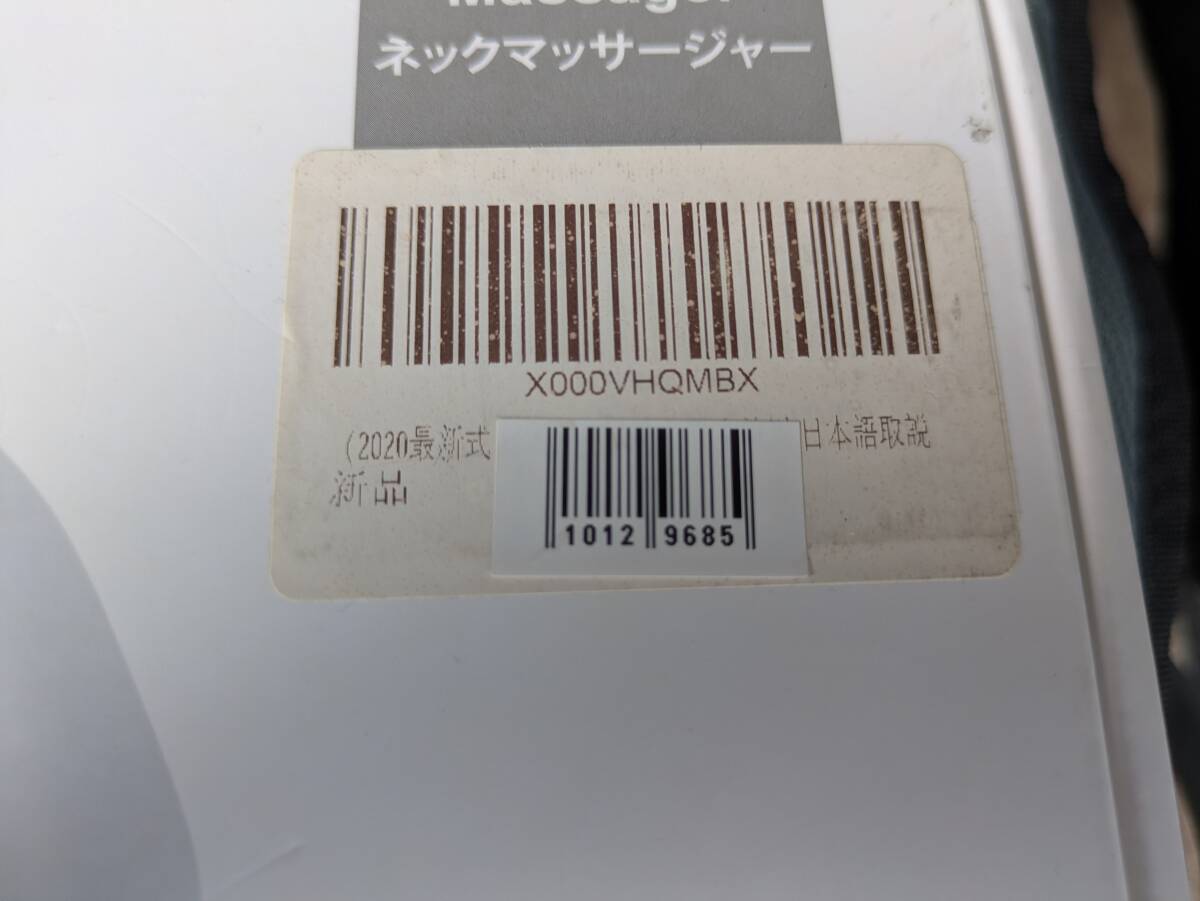 Massager
ネックマッサージャー
X000VHQMBX
(2020最新式 日本語取説
新品
1012 9685